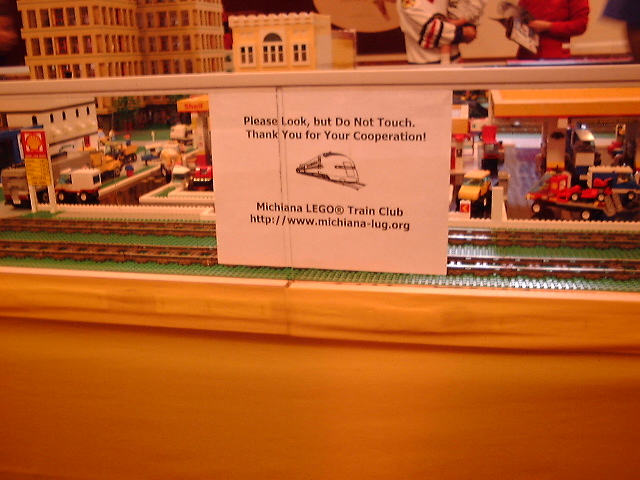 Shell
Please Look, but Do Not Touch.
Thank You for Your Cooperation!
Michiana LEGO® Train Club
http://www.michiana-lug.org